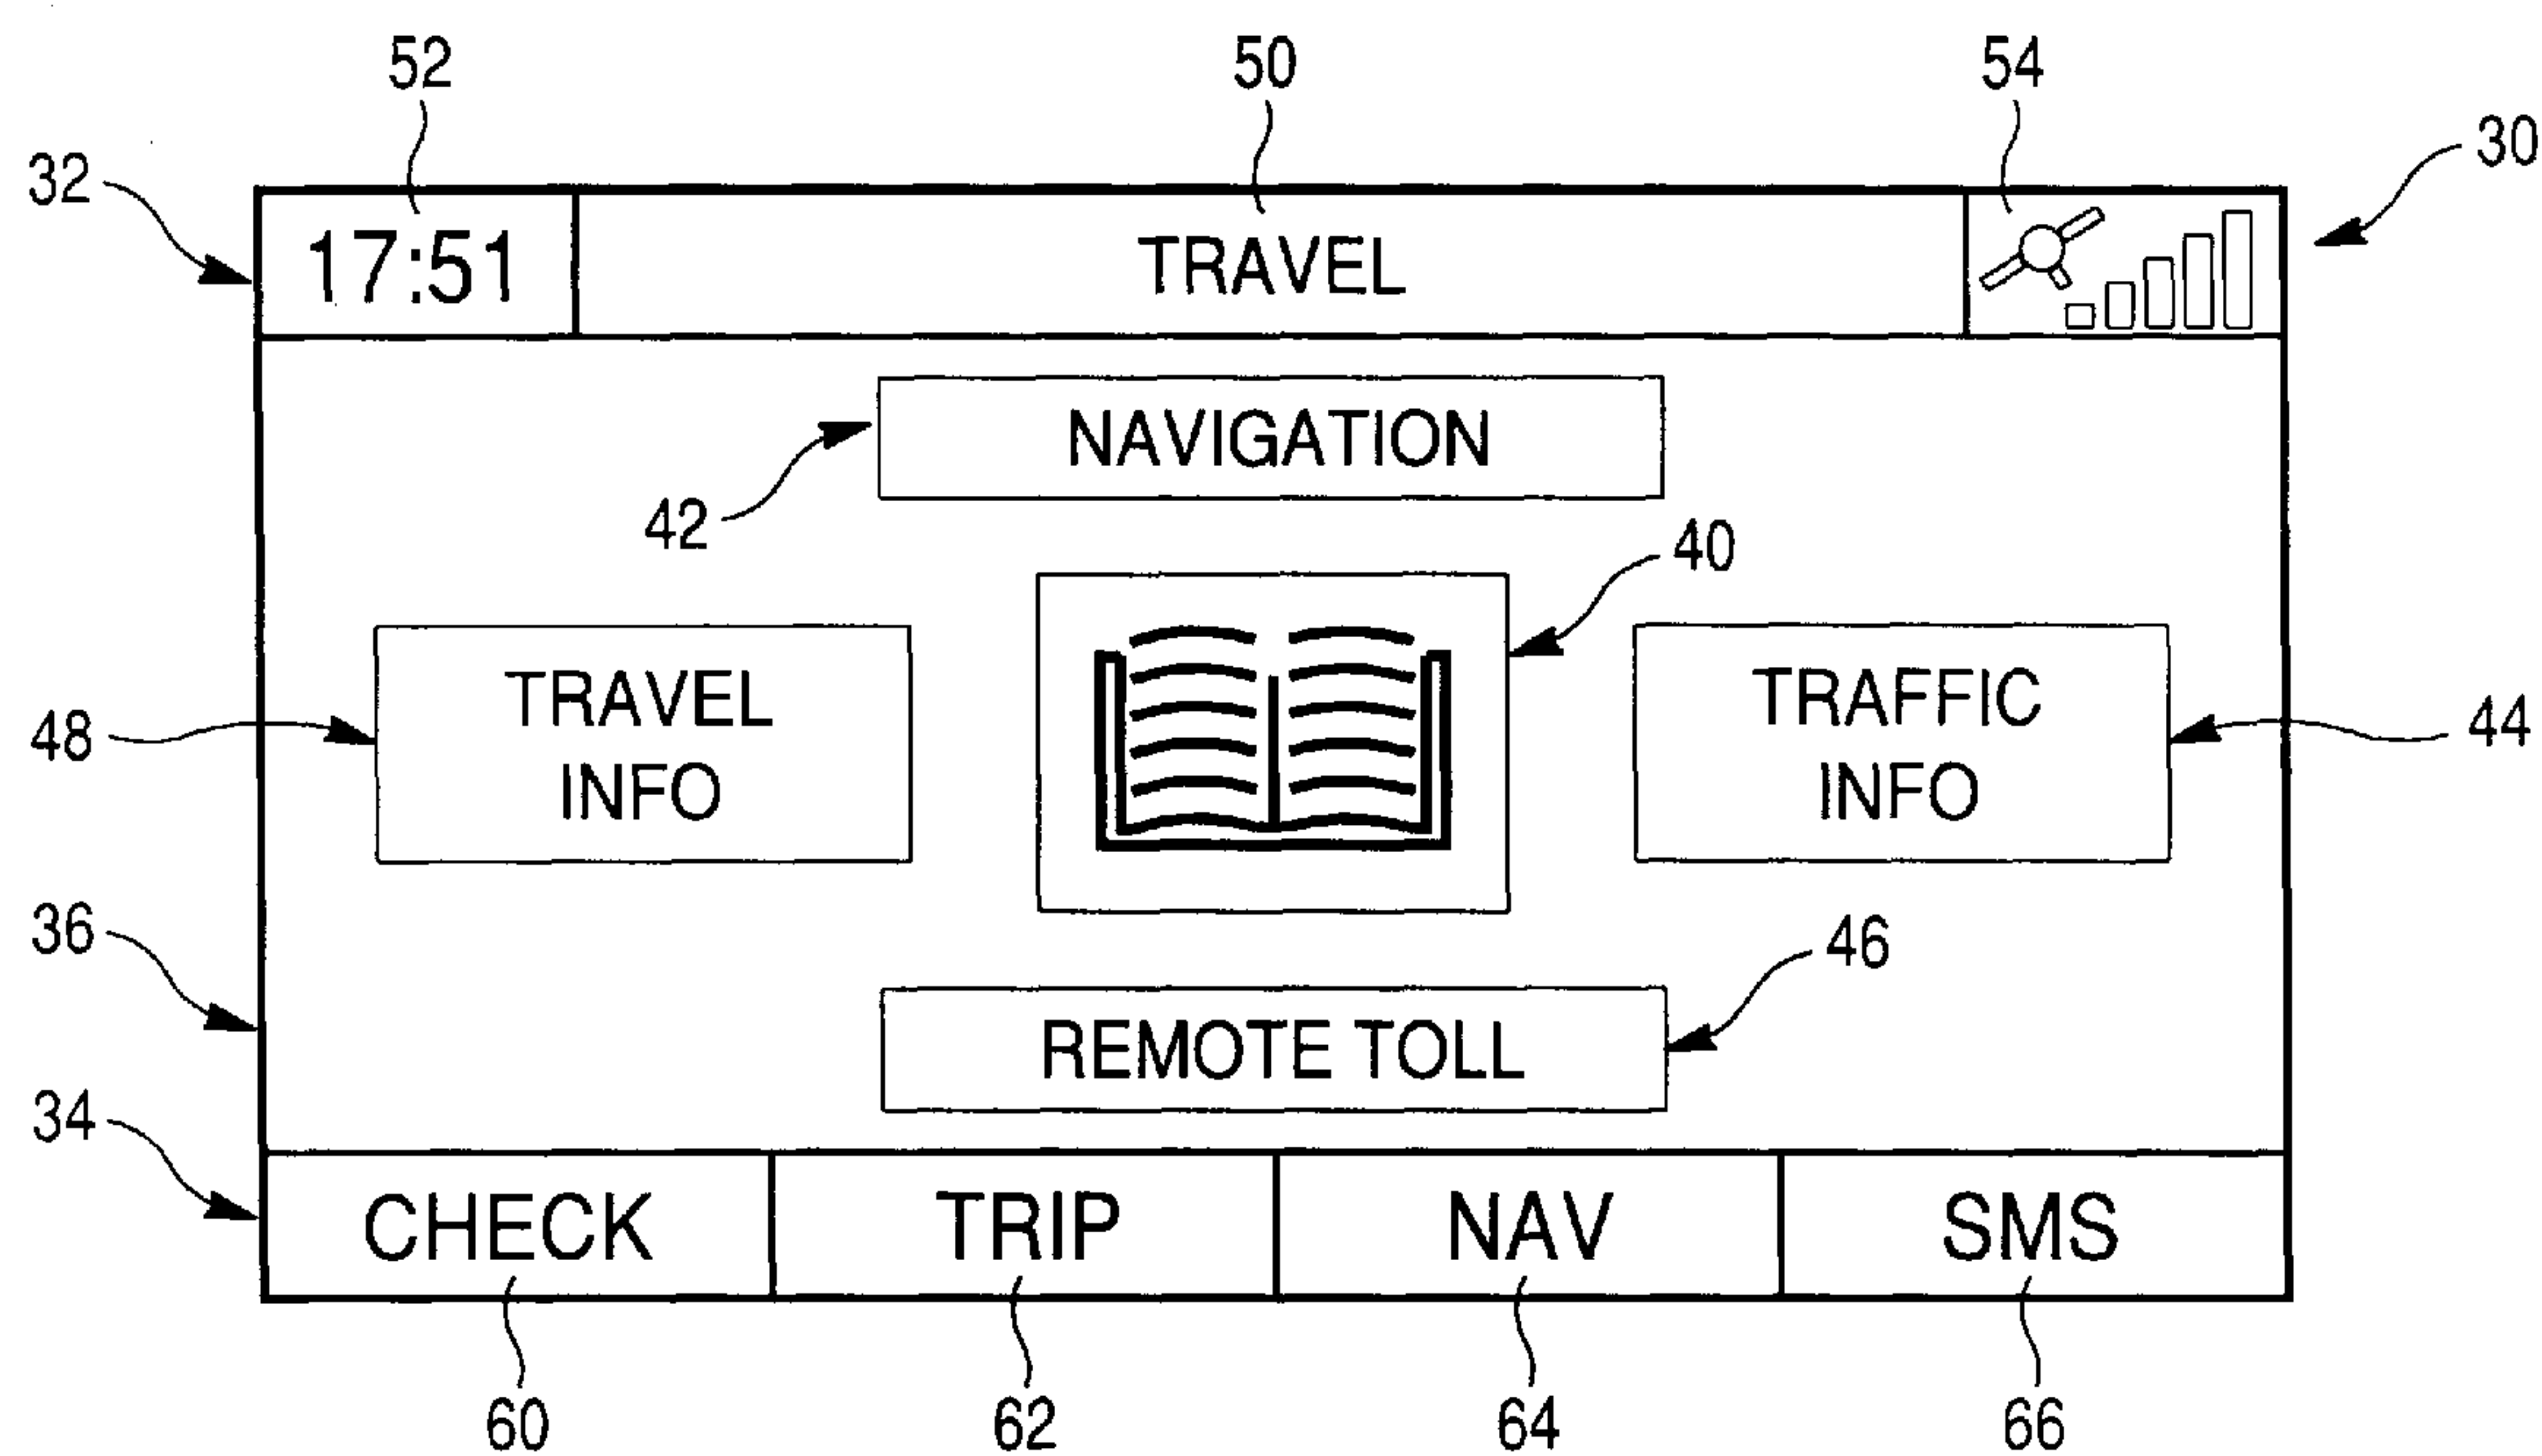 52 50 54
32 30
17:51 TRAVEL
NAVIGATION
42
40
TRAVEL
INFO
TRAFFIC
INFO
48 44
36
46
REMOTE TOLL
34
CHECK TRIP NAV SMS
60 62 64 66